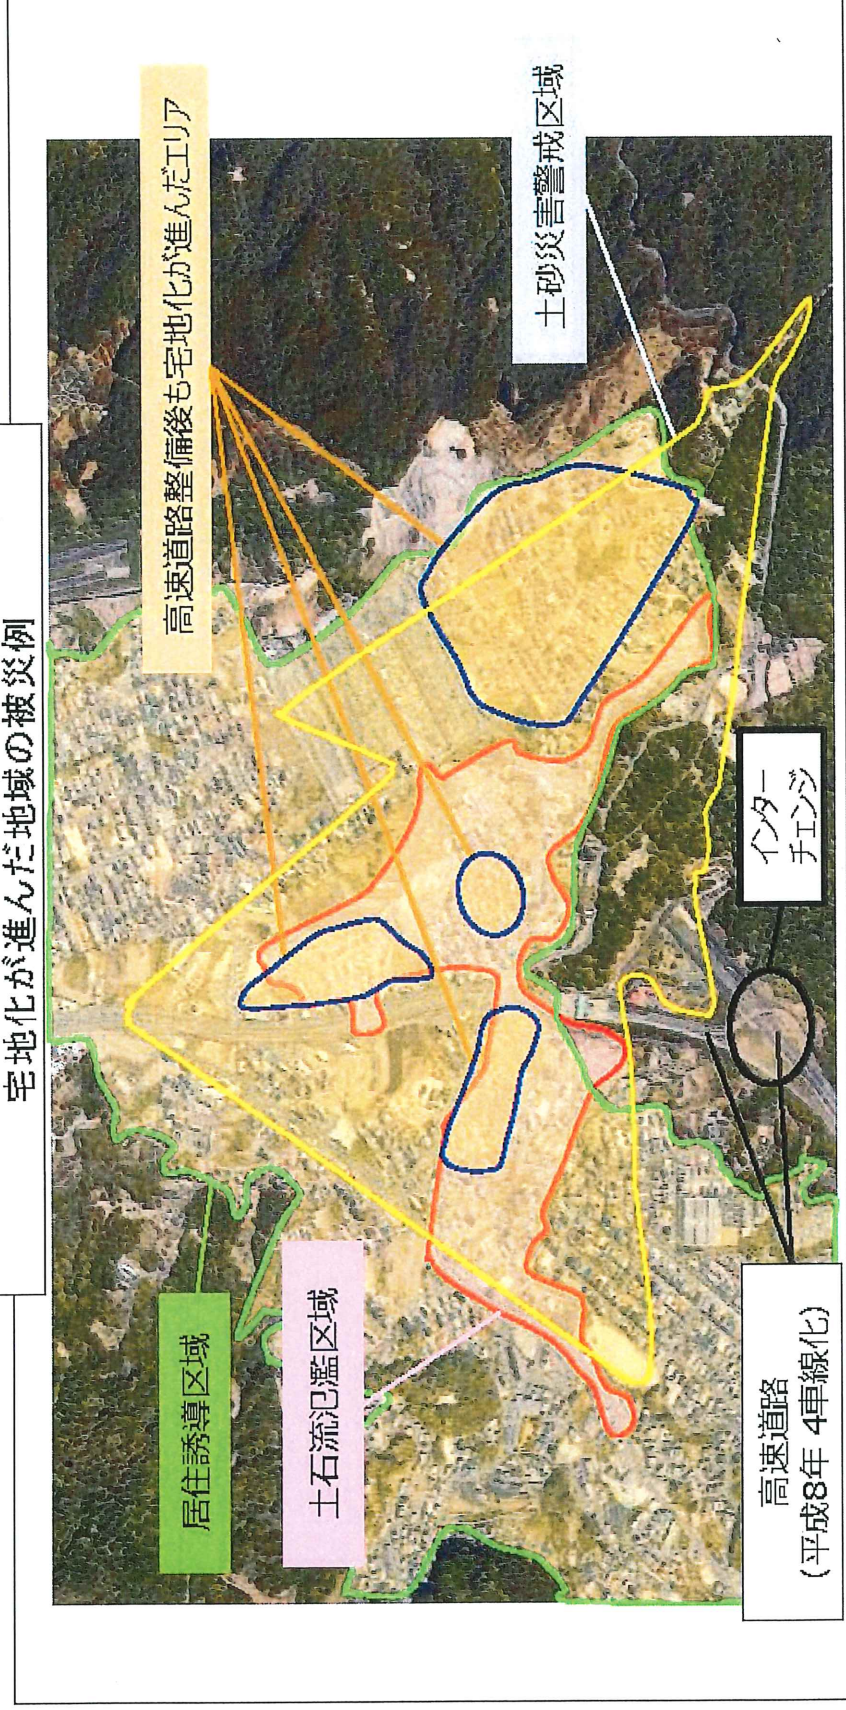 宅地化が進んだ地域の被災例
居住誘導区域
高速道路整備後も宅地化が進んだエリア
土石流氾濫区域
土砂災害警戒区域
高速道路
(平成8年 4車線化)
インター
チェンジ